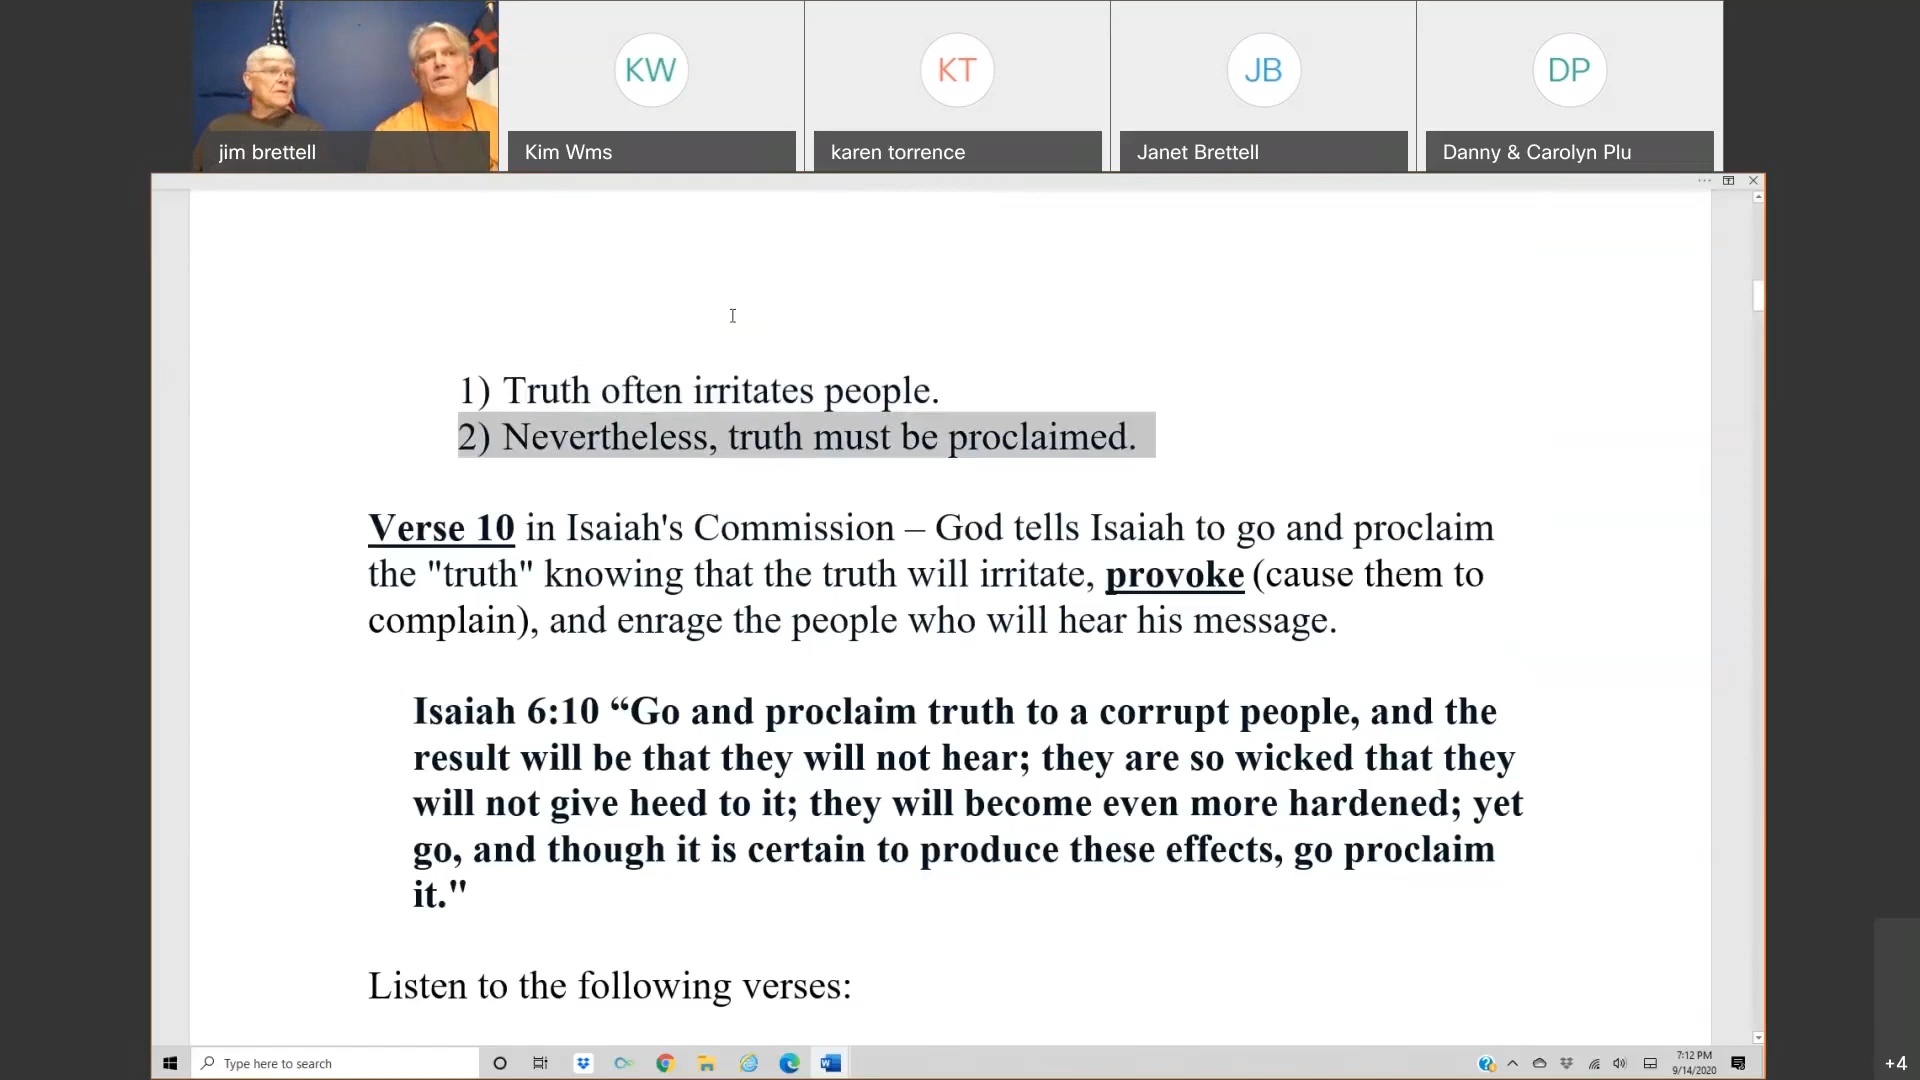 KW
KT
JB
DP
jim brettell
Kim Wms
karen torrence
Janet Brettell
Danny & Carolyn Plu
1) Truth often irritates people.
2) Nevertheless, truth must be proclaimed.
Verse 10 in Isaiah's Commission – God tells Isaiah to go and proclaim
the "truth" knowing that the truth will irritate, provoke (cause them to
complain), and enrage the people who will hear his message.
Isaiah 6:10 “Go and proclaim truth to a corrupt people, and the
result will be that they will not hear; they are so wicked that they
will not give heed to it; they will become even more hardened; yet
go, and though it is certain to produce these effects, go proclaim
it."
Listen to the following verses:
Type here to search
7:12 PM
9/14/2020
+4